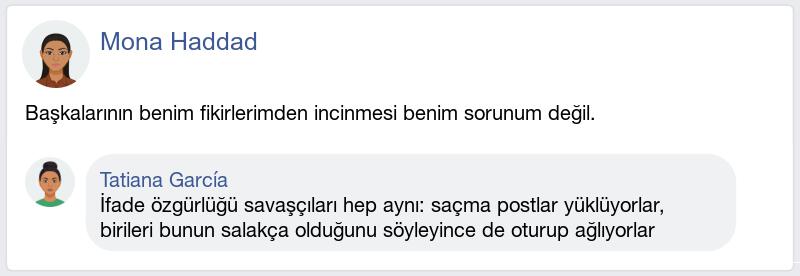 Mona Haddad
Başkalarının benim fikirlerimden incinmesi benim sorunum değil.
Tatiana García
İfade özgürlüğü savaşçıları hep aynı: saçma postlar yüklüyorlar,
birileri bunun salakça olduğunu söyleyince de oturup ağlıyorlar